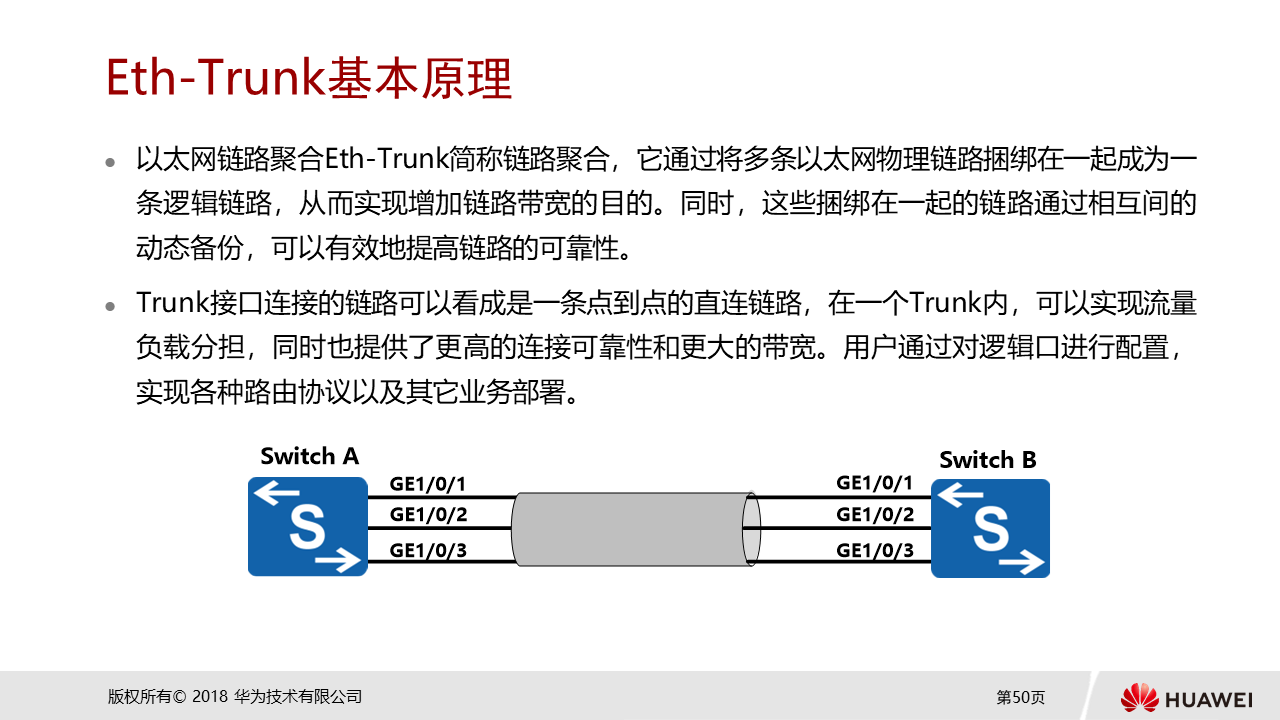 Eth-Trunk基本原理
以太网链路聚合Eth-Trunk简称链路聚合，它通过将多条以太网物理链路捆绑在一起成为一
条逻辑链路，从而实现增加链路带宽的目的。同时，这些捆绑在一起的链路通过相互间的
动态备份，可以有效地提高链路的可靠性。
Trunk接口连接的链路可以看成是一条点到点的直连链路，在一个Trunk内，可以实现流量
负载分担，同时也提供了更高的连接可靠性和更大的带宽。用户通过对逻辑口进行配置，
实现各种路由协议以及其它业务部署。
Switch A
Switch B
GE1/0/1
GE1/0/1
S
GE1/0/2
GE1/0/2
S
GE1/0/3
GE1/0/3
版权所有© 2018 华为技术有限公司
第50页
HUAWEI